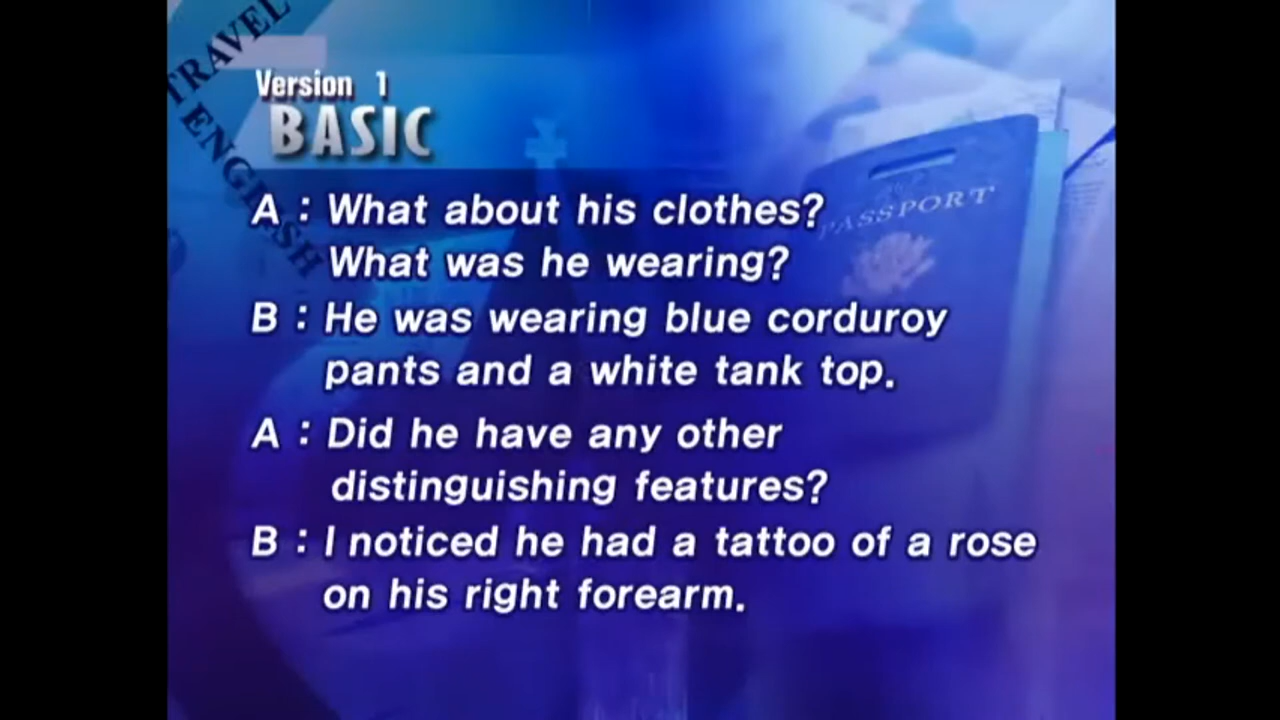 TRAVEL
ENGLISH
Version 1
BASIC
A : What about his clothes?
What was he wearing?
B : He was wearing blue corduroy
pants and a white tank top.
A : Did he have any other
distinguishing features?
B : I noticed he had a tattoo of a rose
on his right forearm.
PASSPORT